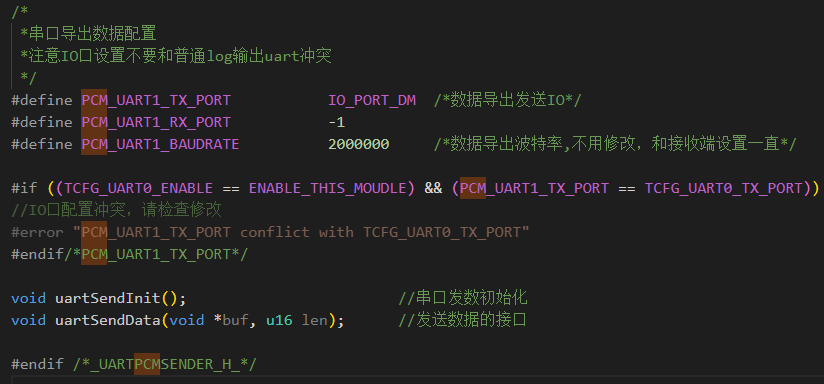 /*
*串口导出数据配置
*注意IO口设置不要和普通log输出uart冲突
*/
#define PCM_UART1_TX_PORT IO_PORT_DM /*数据导出发送IO*/
#define PCM_UART1_RX_PORT -1
#define PCM_UART1_BAUDRATE 2000000 /*数据导出波特率,不用修改，和接收端设置一直*/
#if ((TCFG_UART0_ENABLE == ENABLE_THIS_MOUDLE) && (PCM_UART1_TX_PORT == TCFG_UART0_TX_PORT))
//IO口配置冲突，请检查修改
#error "PCM_UART1_TX_PORT conflict with TCFG_UART0_TX_PORT"
#endif/*PCM_UART1_TX_PORT*/
void uartSendInit(); //串口发数初始化
void uartSendData(void *buf, u16 len); //发送数据的接口
#endif /*_UARTPCMSENDER_H_*/